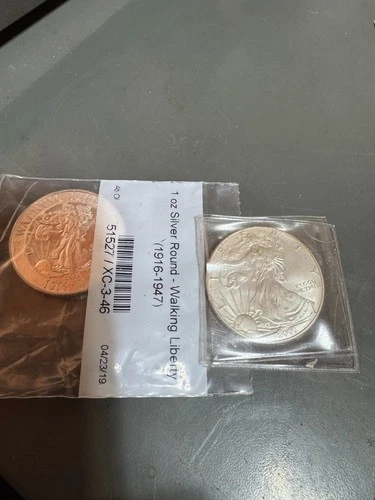 1 oz Silver Round - Walking Liberty
(1916-1947)
51527 / XC-3-46
04/23/19